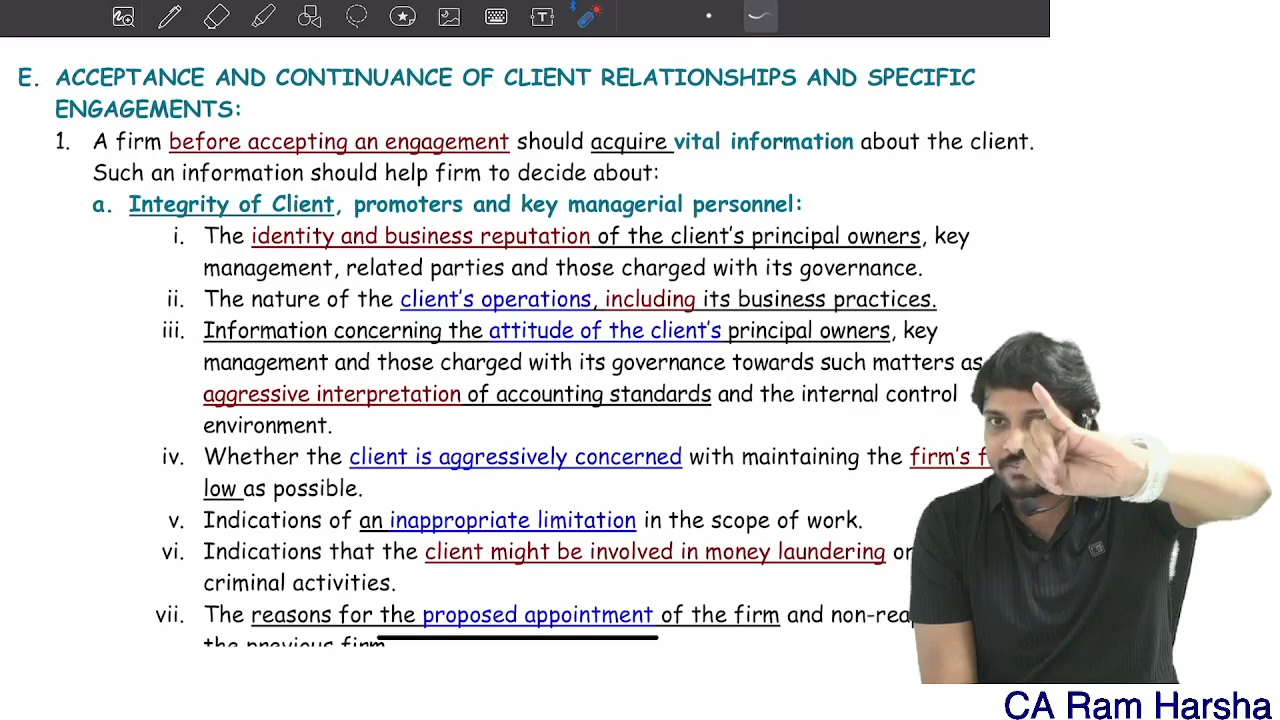 E. ACCEPTANCE AND CONTINUANCE OF CLIENT RELATIONSHIPS AND SPECIFIC
ENGAGEMENTS:
1. A firm before accepting an engagement should acquire vital information about the client.
Such an information should help firm to decide about:
a. Integrity of Client, promoters and key managerial personnel:
i. The identity and business reputation of the client's principal owners, key
management, related parties and those charged with its governance.
ii. The nature of the client's operations, including its business practices.
iii. Information concerning the attitude of the client's principal owners, key
management and those charged with its governance towards such matters as
aggressive interpretation of accounting standards and the internal control
environment.
iv. Whether the client is aggressively concerned with maintaining the firm's
low as possible.
v. Indications of an inappropriate limitation in the scope of work.
vi. Indications that the client might be involved in money laundering
criminal activities.
vii. The reasons for the proposed appointment of the firm and
the previous firm
CA Ram Harsha